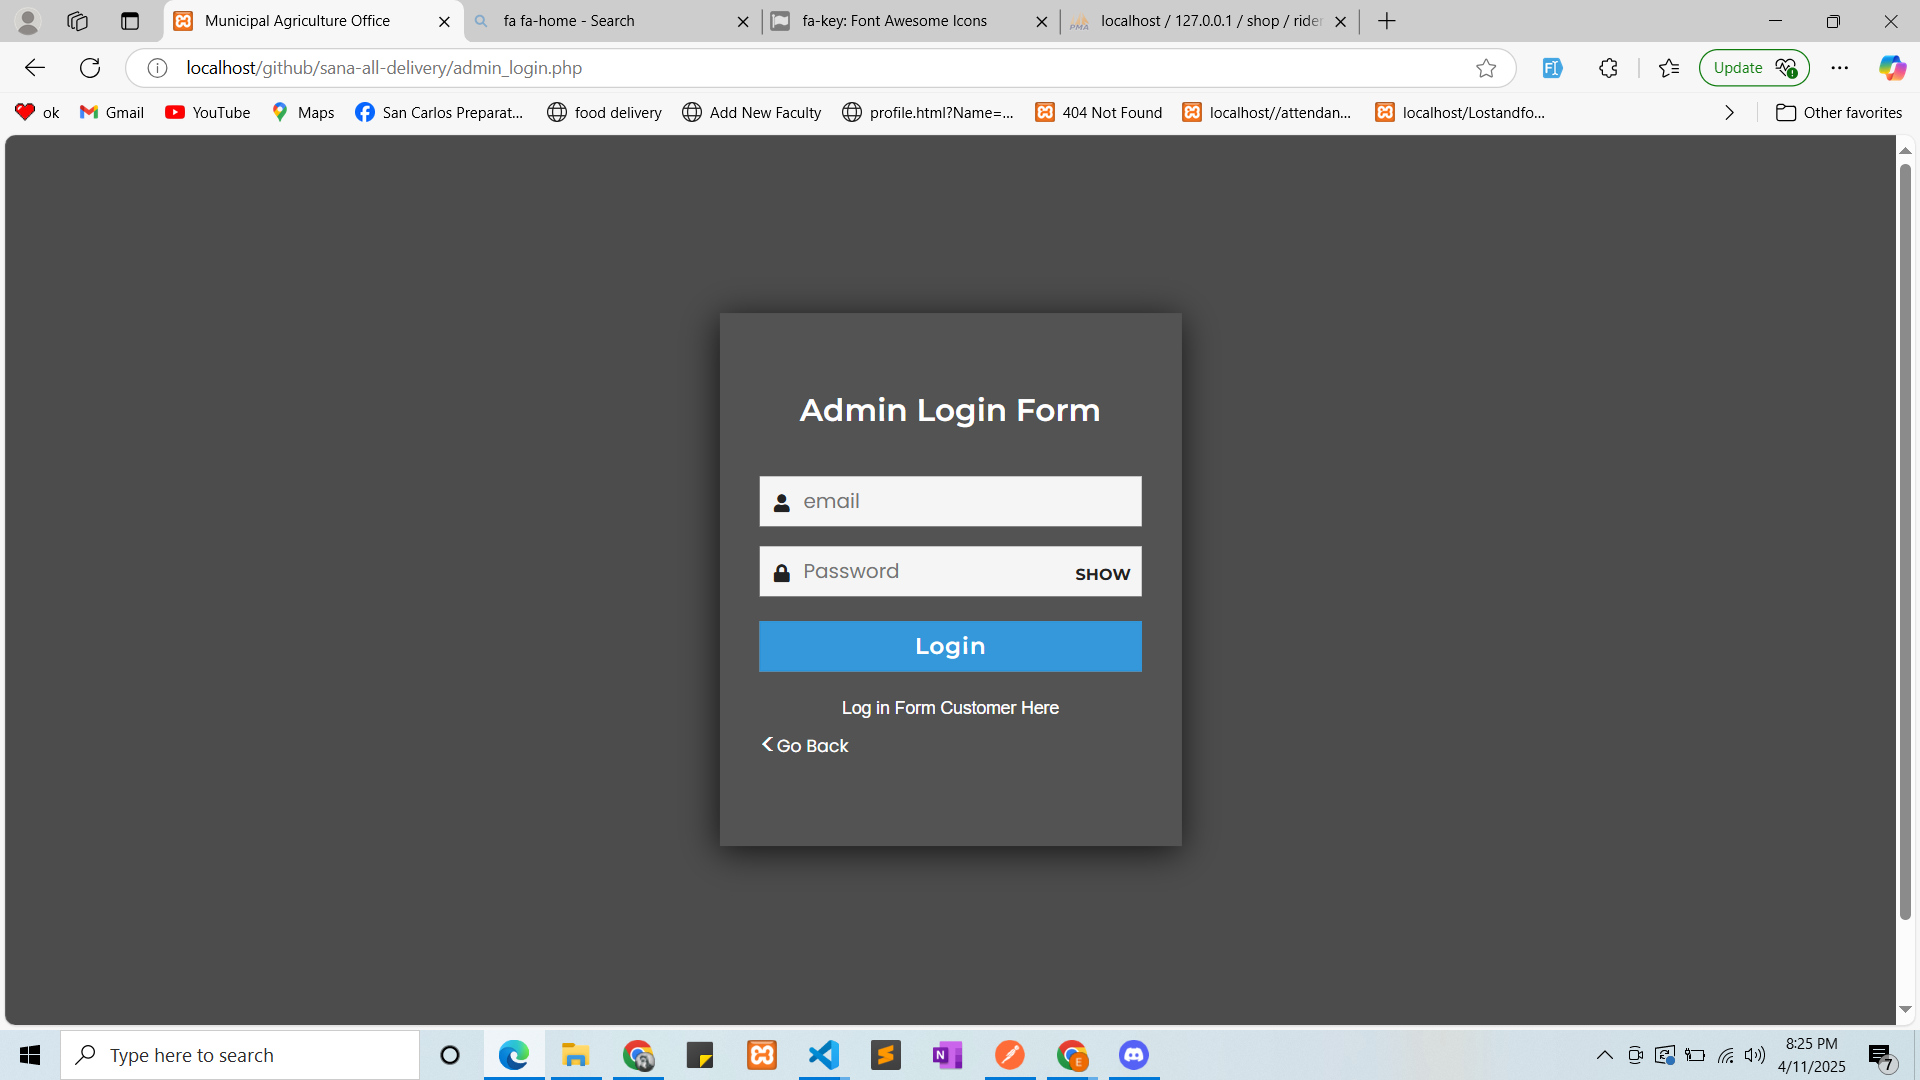 Municipal Agriculture Office
fa fa-home - Search
fa-key: Font Awesome Icons
localhost / 127.0.0.1 / shop / rider
localhost/github/sana-all-delivery/admin_login.php
Update
ok
Gmail
YouTube
Maps
San Carlos Preparat...
food delivery
Add New Faculty
profile.html?Name=...
404 Not Found
localhost//attendan...
localhost/Lostandfo...
Other favorites
Admin Login Form
email
Password
SHOW
Login
Log in Form Customer Here
Go Back
Type here to search
8:25 PM
4/11/2025
7